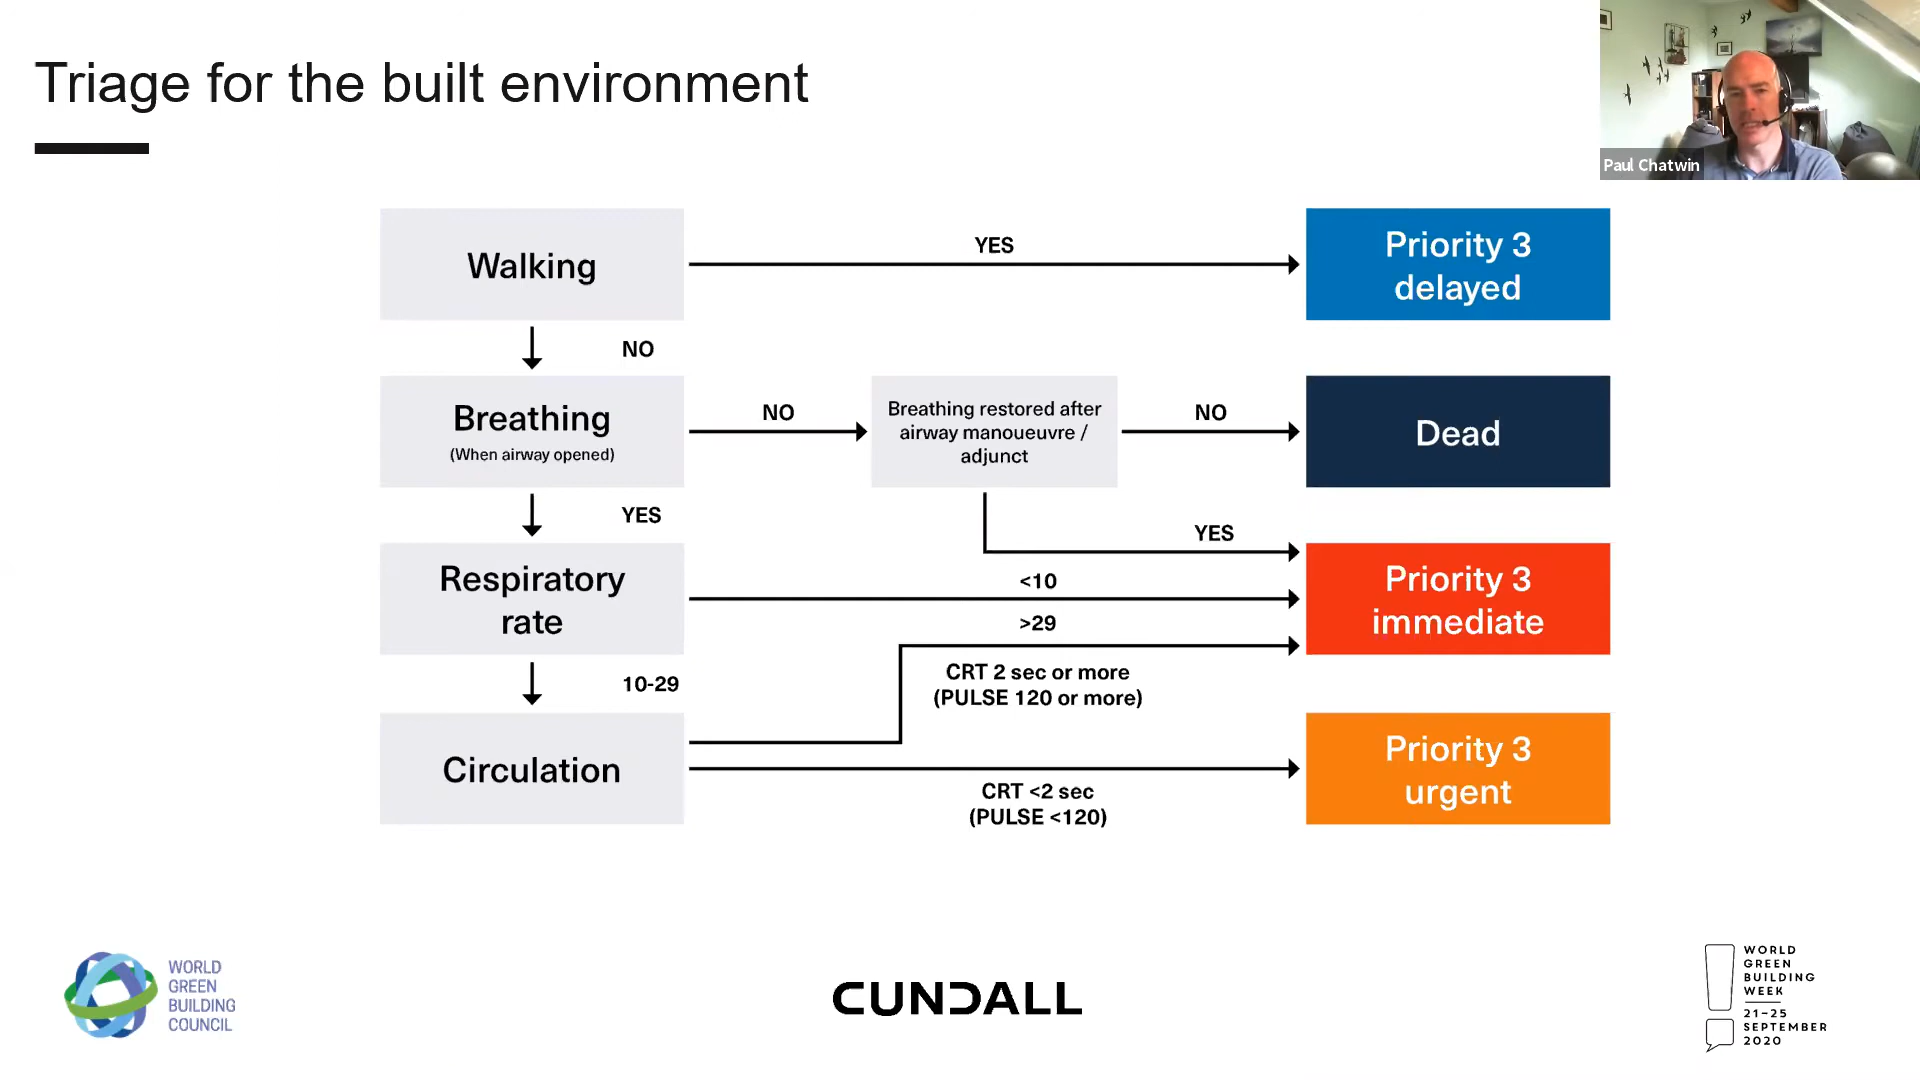 Triage for the built environment
Paul Chatwin
Walking
YES
Priority 3
delayed
NO
Breathing
(When airway opened)
NO
Breathing restored after
airway manoueuvre /
adjunct
NO
Dead
YES
YES
Respiratory
rate
<10
>29
Priority 3
immediate
10-29
CRT 2 sec or more
(PULSE 120 or more)
Circulation
CRT <2 sec
(PULSE <120)
Priority 3
urgent
WORLD
GREEN
BUILDING
COUNCIL
CUNDALL
WORLD
GREEN
BUILDING
WEEK
21–25
SEPTEMBER
2020